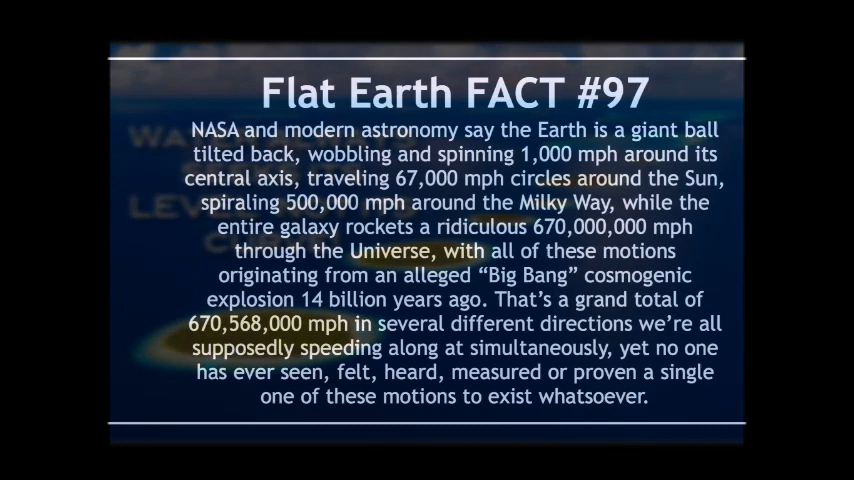 Flat Earth FACT #97
NASA and modern astronomy say the Earth is a giant ball
tilted back, wobbling and spinning 1,000 mph around its
central axis, traveling 67,000 mph circles around the Sun,
spiraling 500,000 mph around the Milky Way, while the
entire galaxy rockets a ridiculous 670,000,000 mph
through the Universe, with all of these motions
originating from an alleged “Big Bang” cosmogenic
explosion 14 billion years ago. That’s a grand total of
670,568,000 mph in several different directions we’re all
supposedly speeding along at simultaneously, yet no one
has ever seen, felt, heard, measured or proven a single
one of these motions to exist whatsoever.